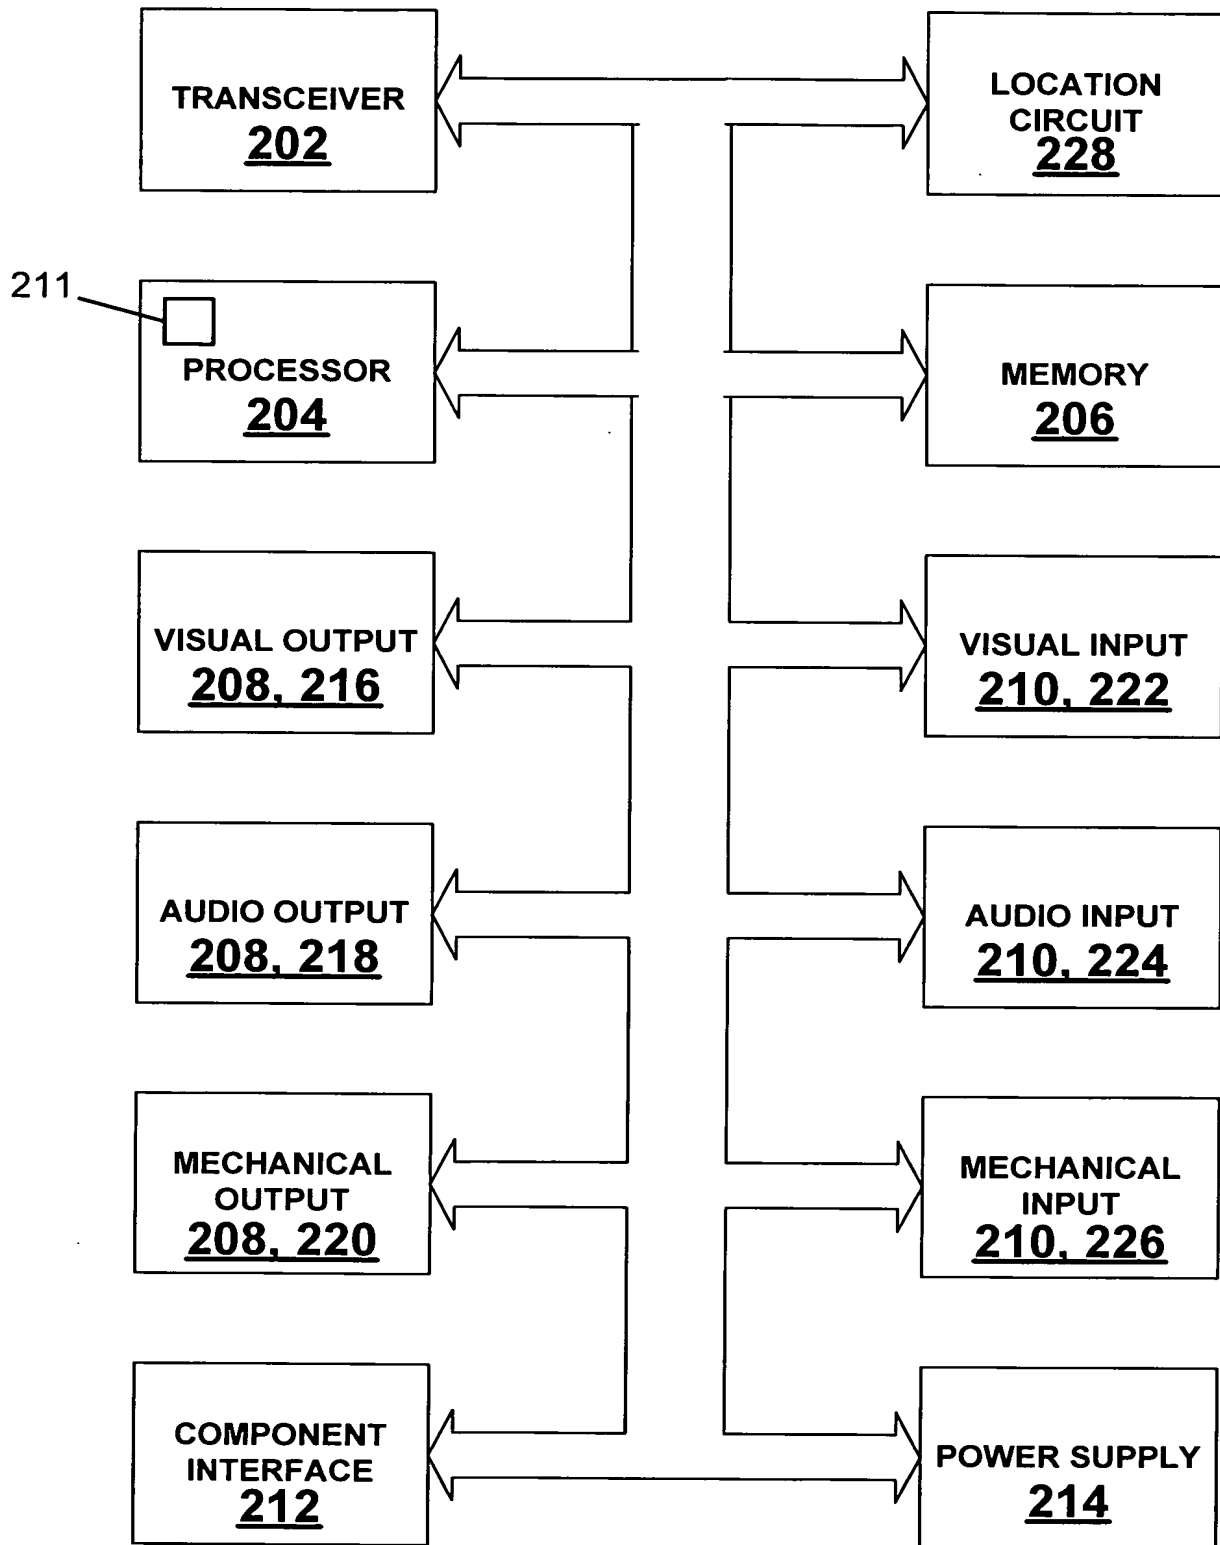 TRANSCEIVER
202
LOCATION
CIRCUIT
228
211
PROCESSOR
204
MEMORY
206
VISUAL OUTPUT
208, 216
VISUAL INPUT
210, 222
AUDIO OUTPUT
208, 218
AUDIO INPUT
210, 224
MECHANICAL
OUTPUT
208, 220
MECHANICAL
INPUT
210, 226
COMPONENT
INTERFACE
212
POWER SUPPLY
214